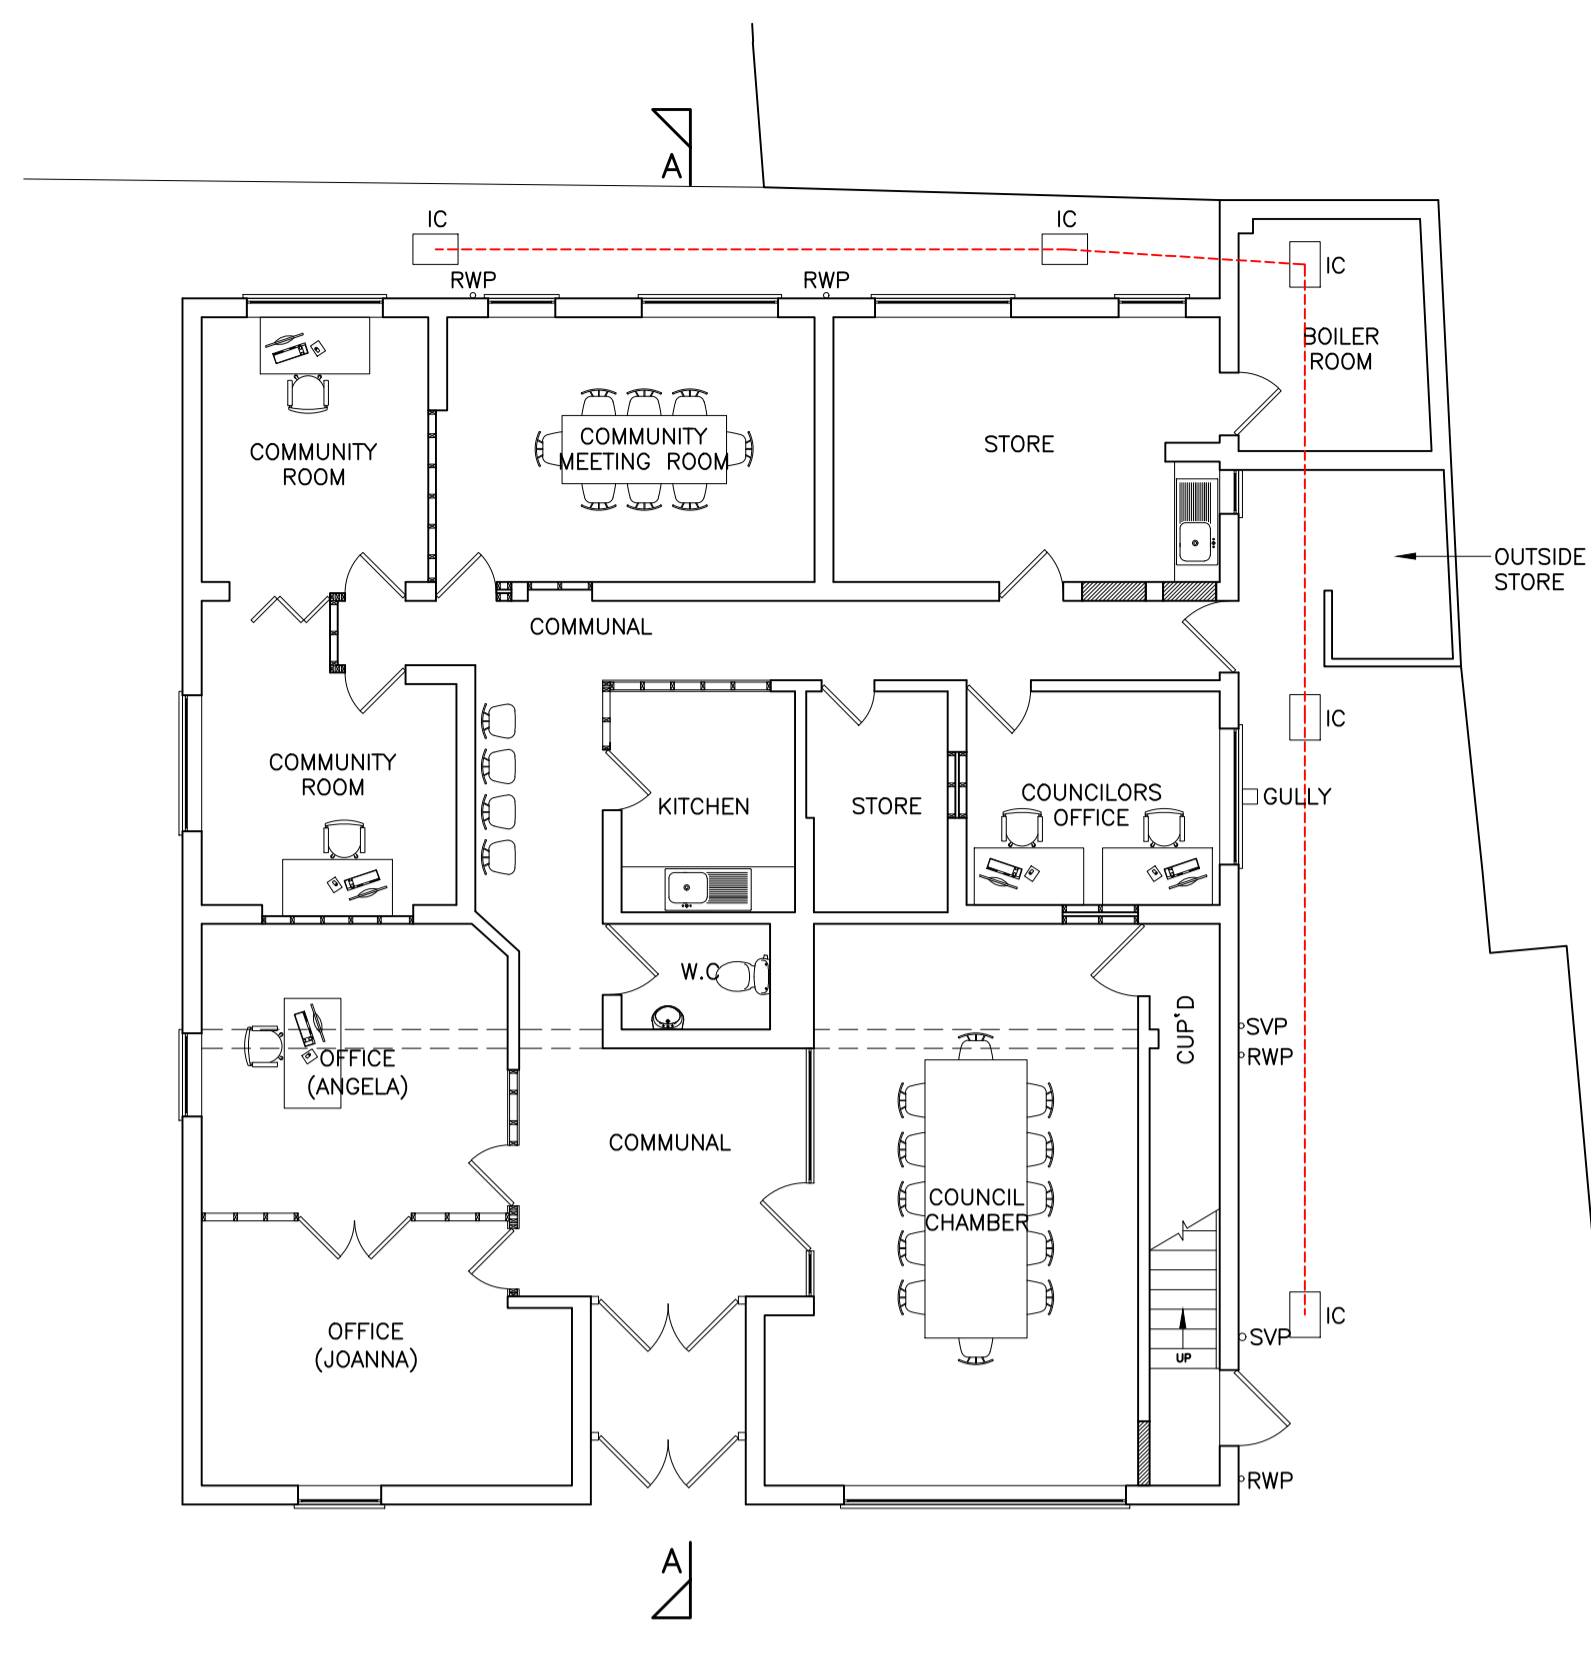 A
IC
IC
IC
RWP
RWP
BOILER
ROOM
COMMUNITY
ROOM
COMMUNITY
MEETING ROOM
STORE
OUTSIDE
STORE
COMMUNAL
IC
COMMUNITY
ROOM
KITCHEN
STORE
COUNCILORS
OFFICE
GULLY
W.C
CUP'D
SVP
RWP
OFFICE
(ANGELA)
COMMUNAL
COUNCIL
CHAMBER
OFFICE
(JOANNA)
IC
SVP
UP
RWP
A